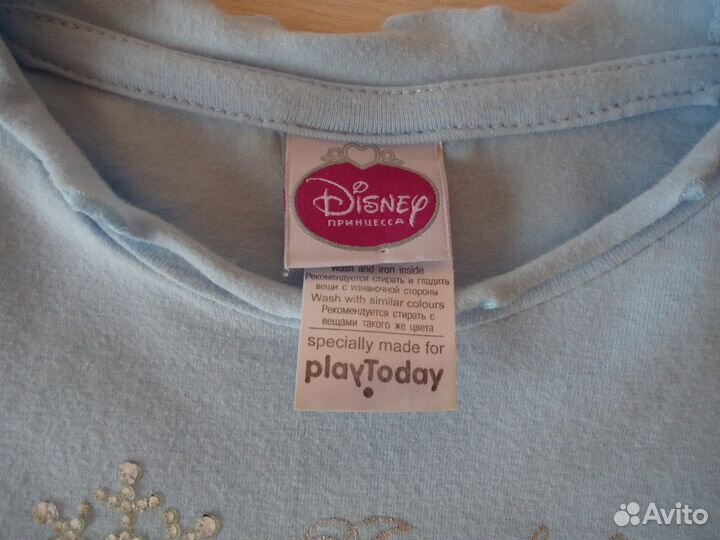 Disney
ПРИНЦЕССА
Wash and iron inside
Рекомендуется стирать и гладить
вещи с изнаночной стороны
Wash with similar colours
Рекомендуется стирать с
вещами такого же цвета
specially made for
playToday
Avito